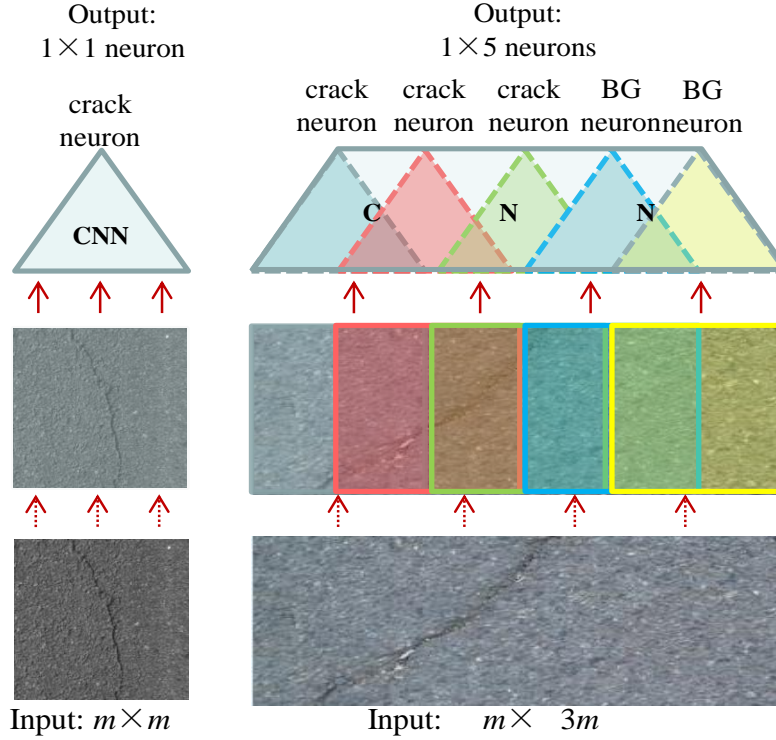 Output:
1×1 neuron
crack
neuron
CNN
Input: m×m
Output:
1×5 neurons
crack
neuron
crack
neuron
crack
neuron
BG
neuron
BG
neuron
C
N
N
Input: m× 3m